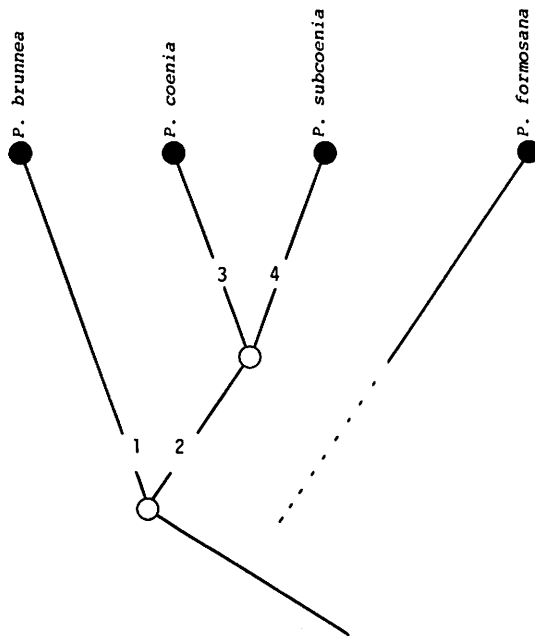 P. brunnea
P. coenia
P. subcoenia
P. formosana
3 4
1 2